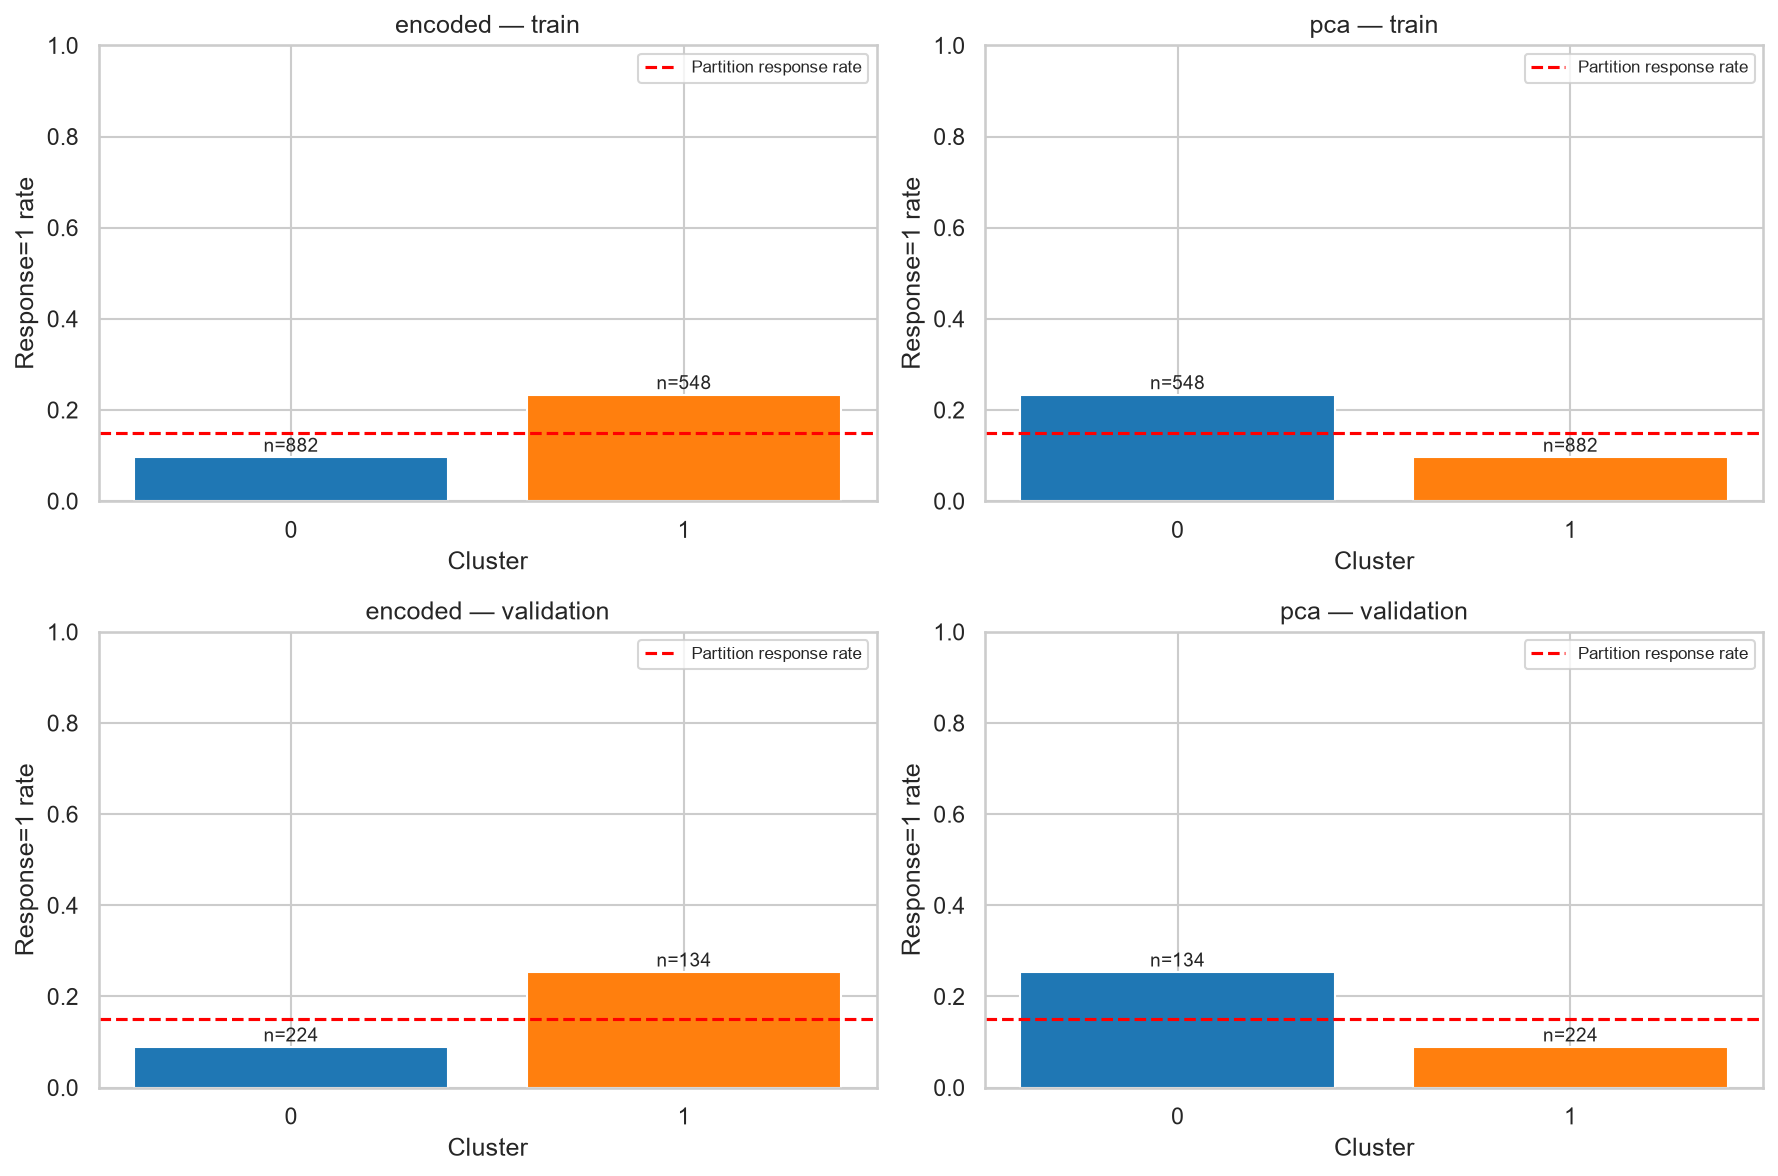 encoded — train
Partition response rate
1.0
0.8
0.6
0.4
0.2
0.0
Response=1 rate
n=882
n=548
0
1
Cluster
pca — train
Partition response rate
1.0
0.8
0.6
0.4
0.2
0.0
Response=1 rate
n=548
n=882
0
1
Cluster
encoded — validation
Partition response rate
1.0
0.8
0.6
0.4
0.2
0.0
Response=1 rate
n=224
n=134
0
1
Cluster
pca — validation
Partition response rate
1.0
0.8
0.6
0.4
0.2
0.0
Response=1 rate
n=134
n=224
0
1
Cluster